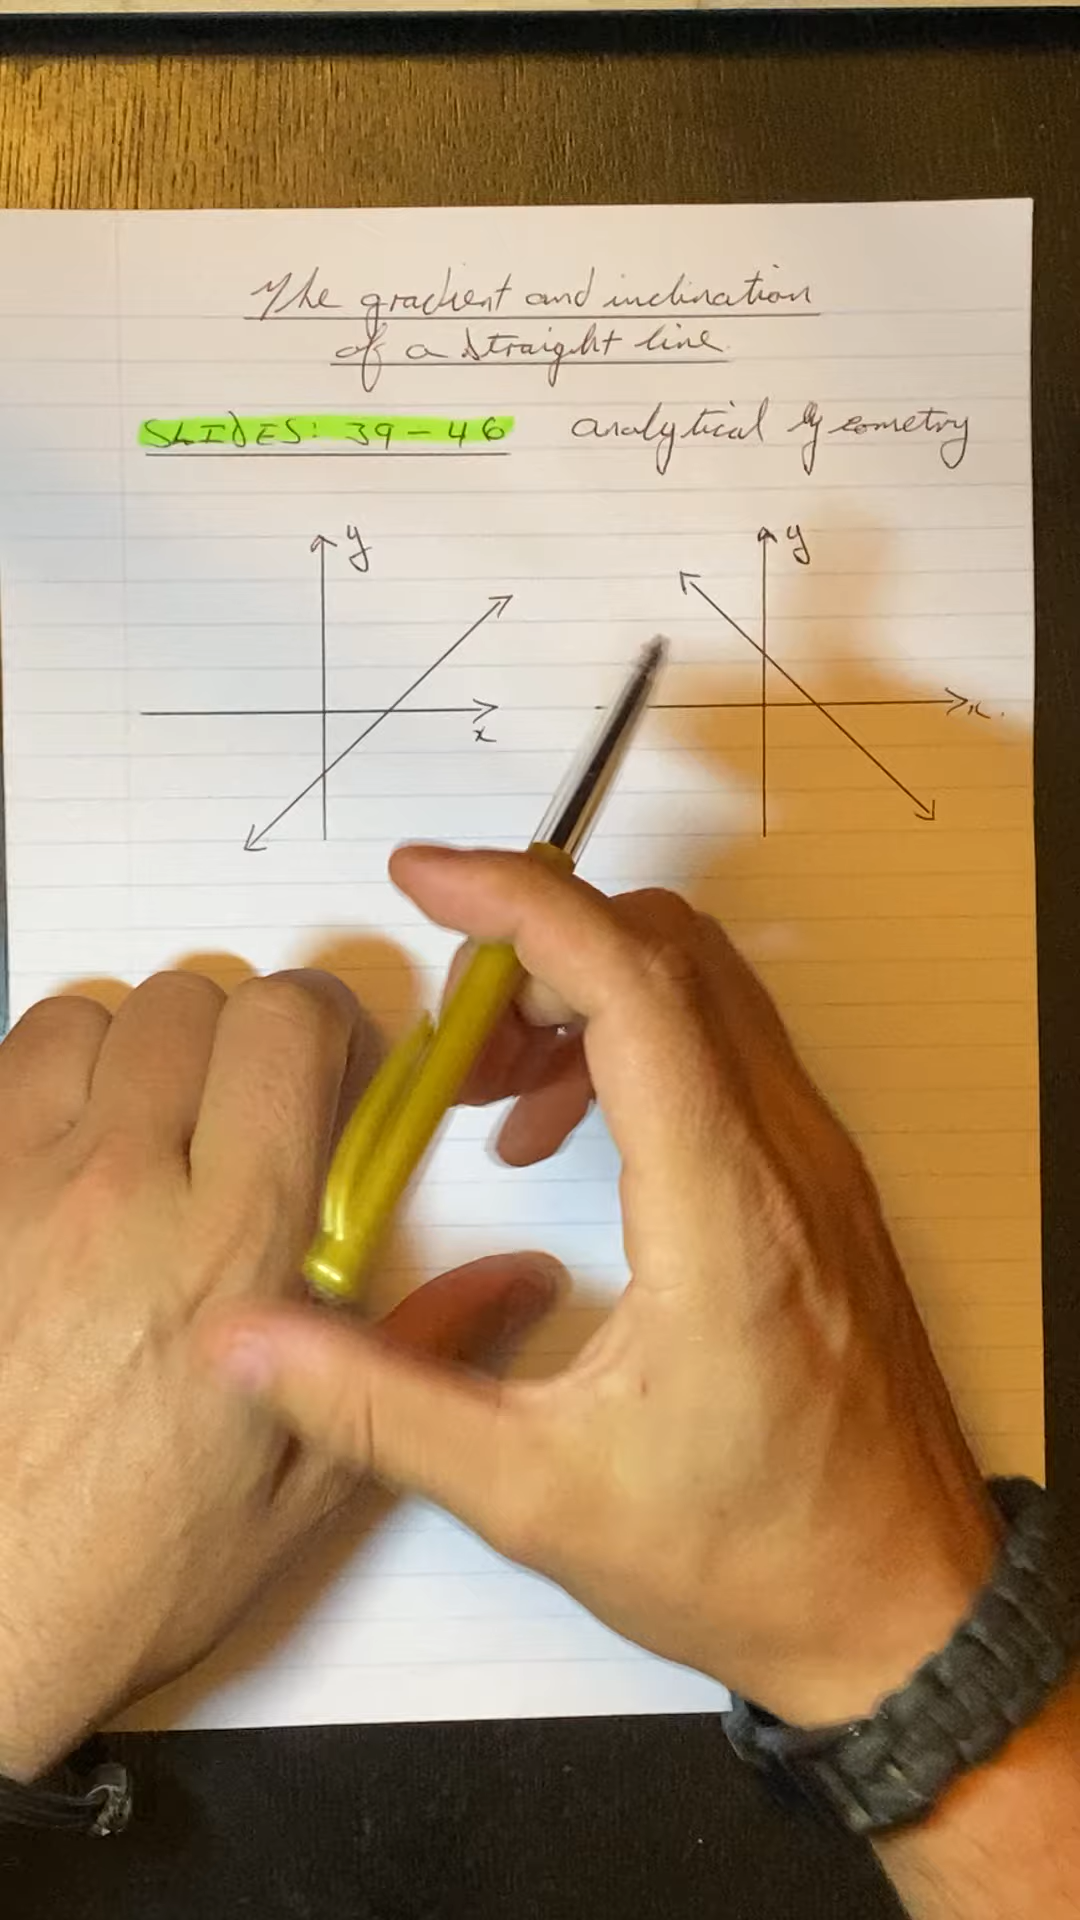 The gradient and inclination
of a straight line.
SLIDES: 39-46 analytical geometry
y y
x x.